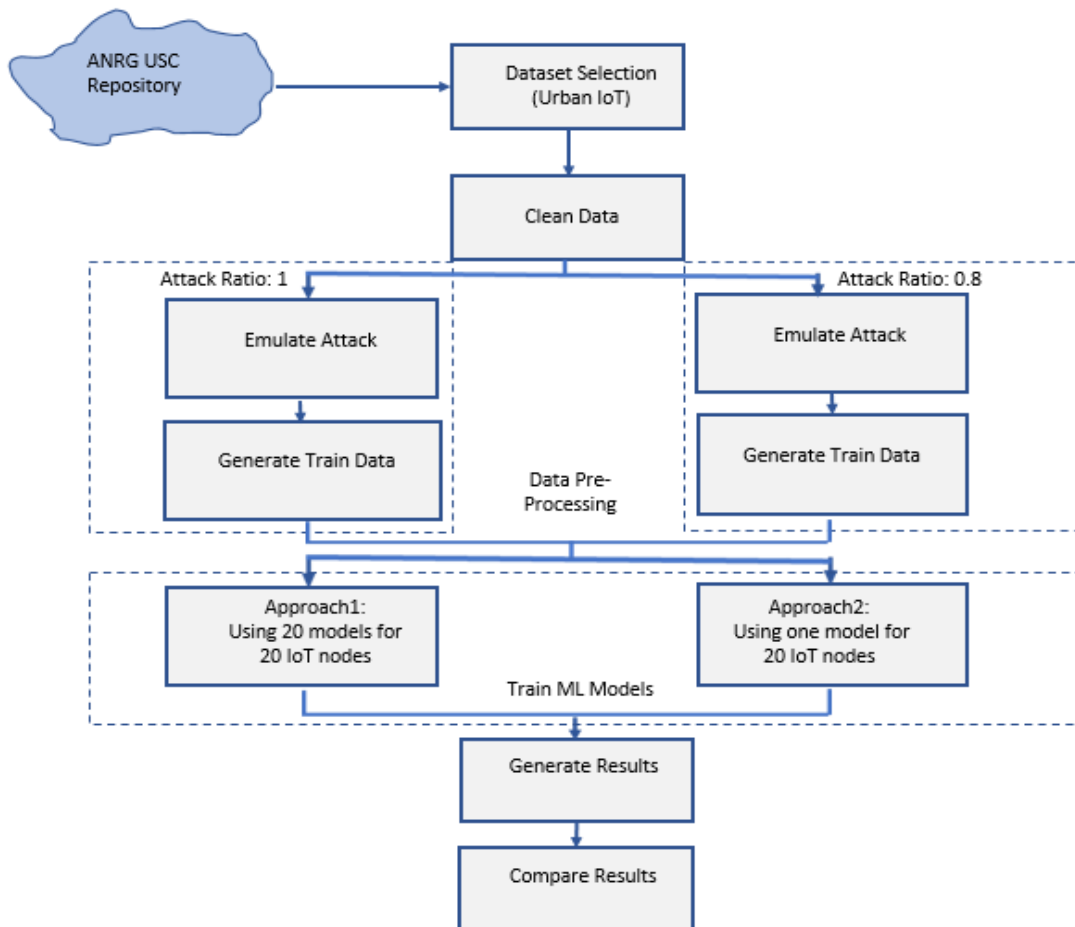 ANRG USC
Repository
Dataset Selection
(Urban IoT)
Clean Data
Attack Ratio: 1
Attack Ratio: 0.8
Emulate Attack
Emulate Attack
Generate Train Data
Generate Train Data
Data Pre-
Processing
Approach1:
Using 20 models for
20 IoT nodes
Approach2:
Using one model for
20 IoT nodes
Train ML Models
Generate Results
Compare Results